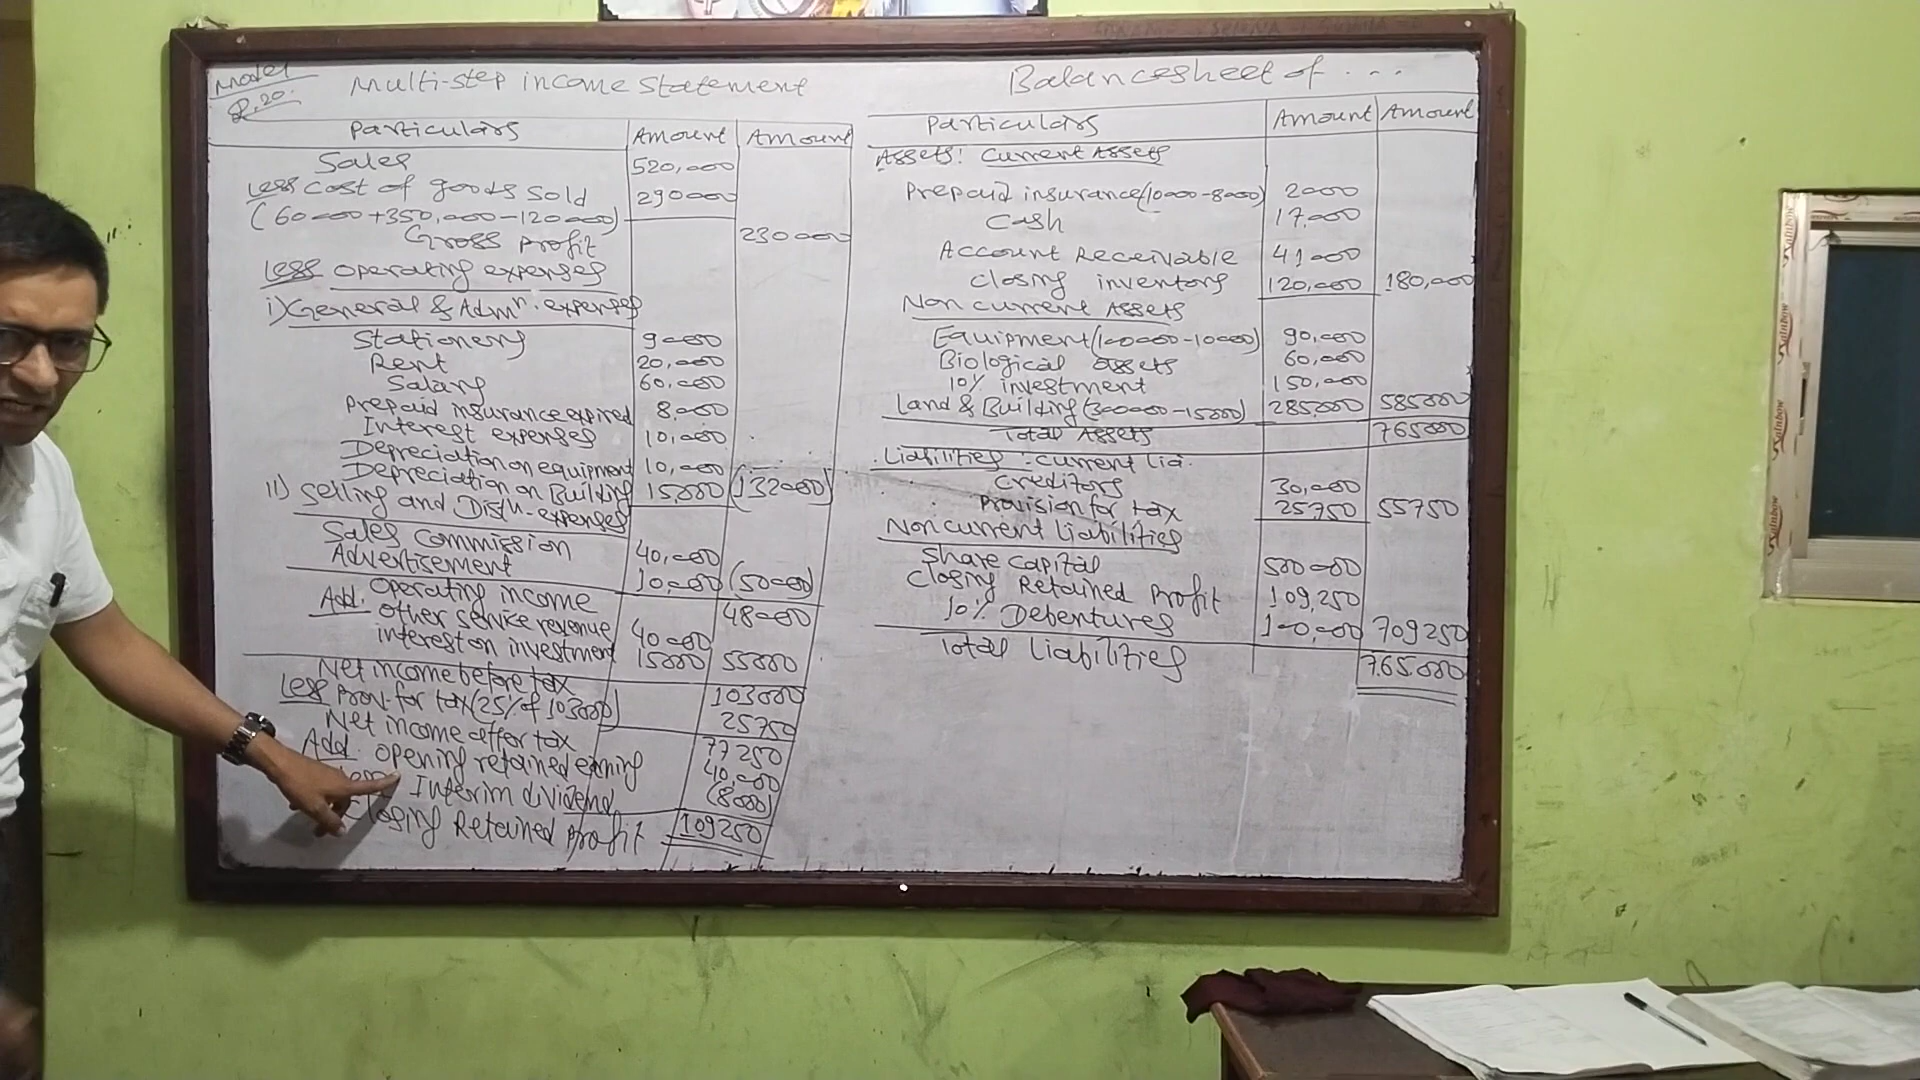 Model
Q.20.
Multi-step income statement
Particulars Amount Amount
Sales 520,000
Less cost of goods sold 290000
(60000+350,000-120000)
Gross profit 230000
Less operating expenses
i) General & Admn. expenses
Stationery 9000
Rent 20,000
Salary 60,000
Prepaid insurance expired 8,000
Interest expenses 10,000
Depreciation on equipment 10,000
Depreciation on Building 15000 (132000)
ii) Selling and Distn. expenses
Sales commission 40,000
Advertisement 10,000 (50000)
Operating income 48000
Add. other service revenue 40000
interest on investment 15000 55000
Net income before tax 103000
Less Prov. for tax (25% of 103000) 25750
Net income after tax 77250
Add. opening retained earning 40,000
Less Interim dividend (8000)
Closing Retained Profit 109250
Balancesheet of ...
Particulars Amount Amount
Assets: Current Assets
Prepaid insurance (10000-8000) 2000
Cash 17,000
Account Receivable 41000
Closing inventory 120,000 180,000
Non current Assets
Equipment (100000-10000) 90,000
Biological assets 60,000
10% investment 150,000
Land & Building (300000-15000) 285,000 585000
Total Assets 765000
Liabilities: current Lia.
Creditors 30,000
Provision for tax 25750 55750
Non current liabilities
Share capital 500000
Closing Retained Profit 109,250
10% Debentures 100,000 709250
Total liabilities 765000
Rainbow
Rainbow
Rainbow
Rainbow